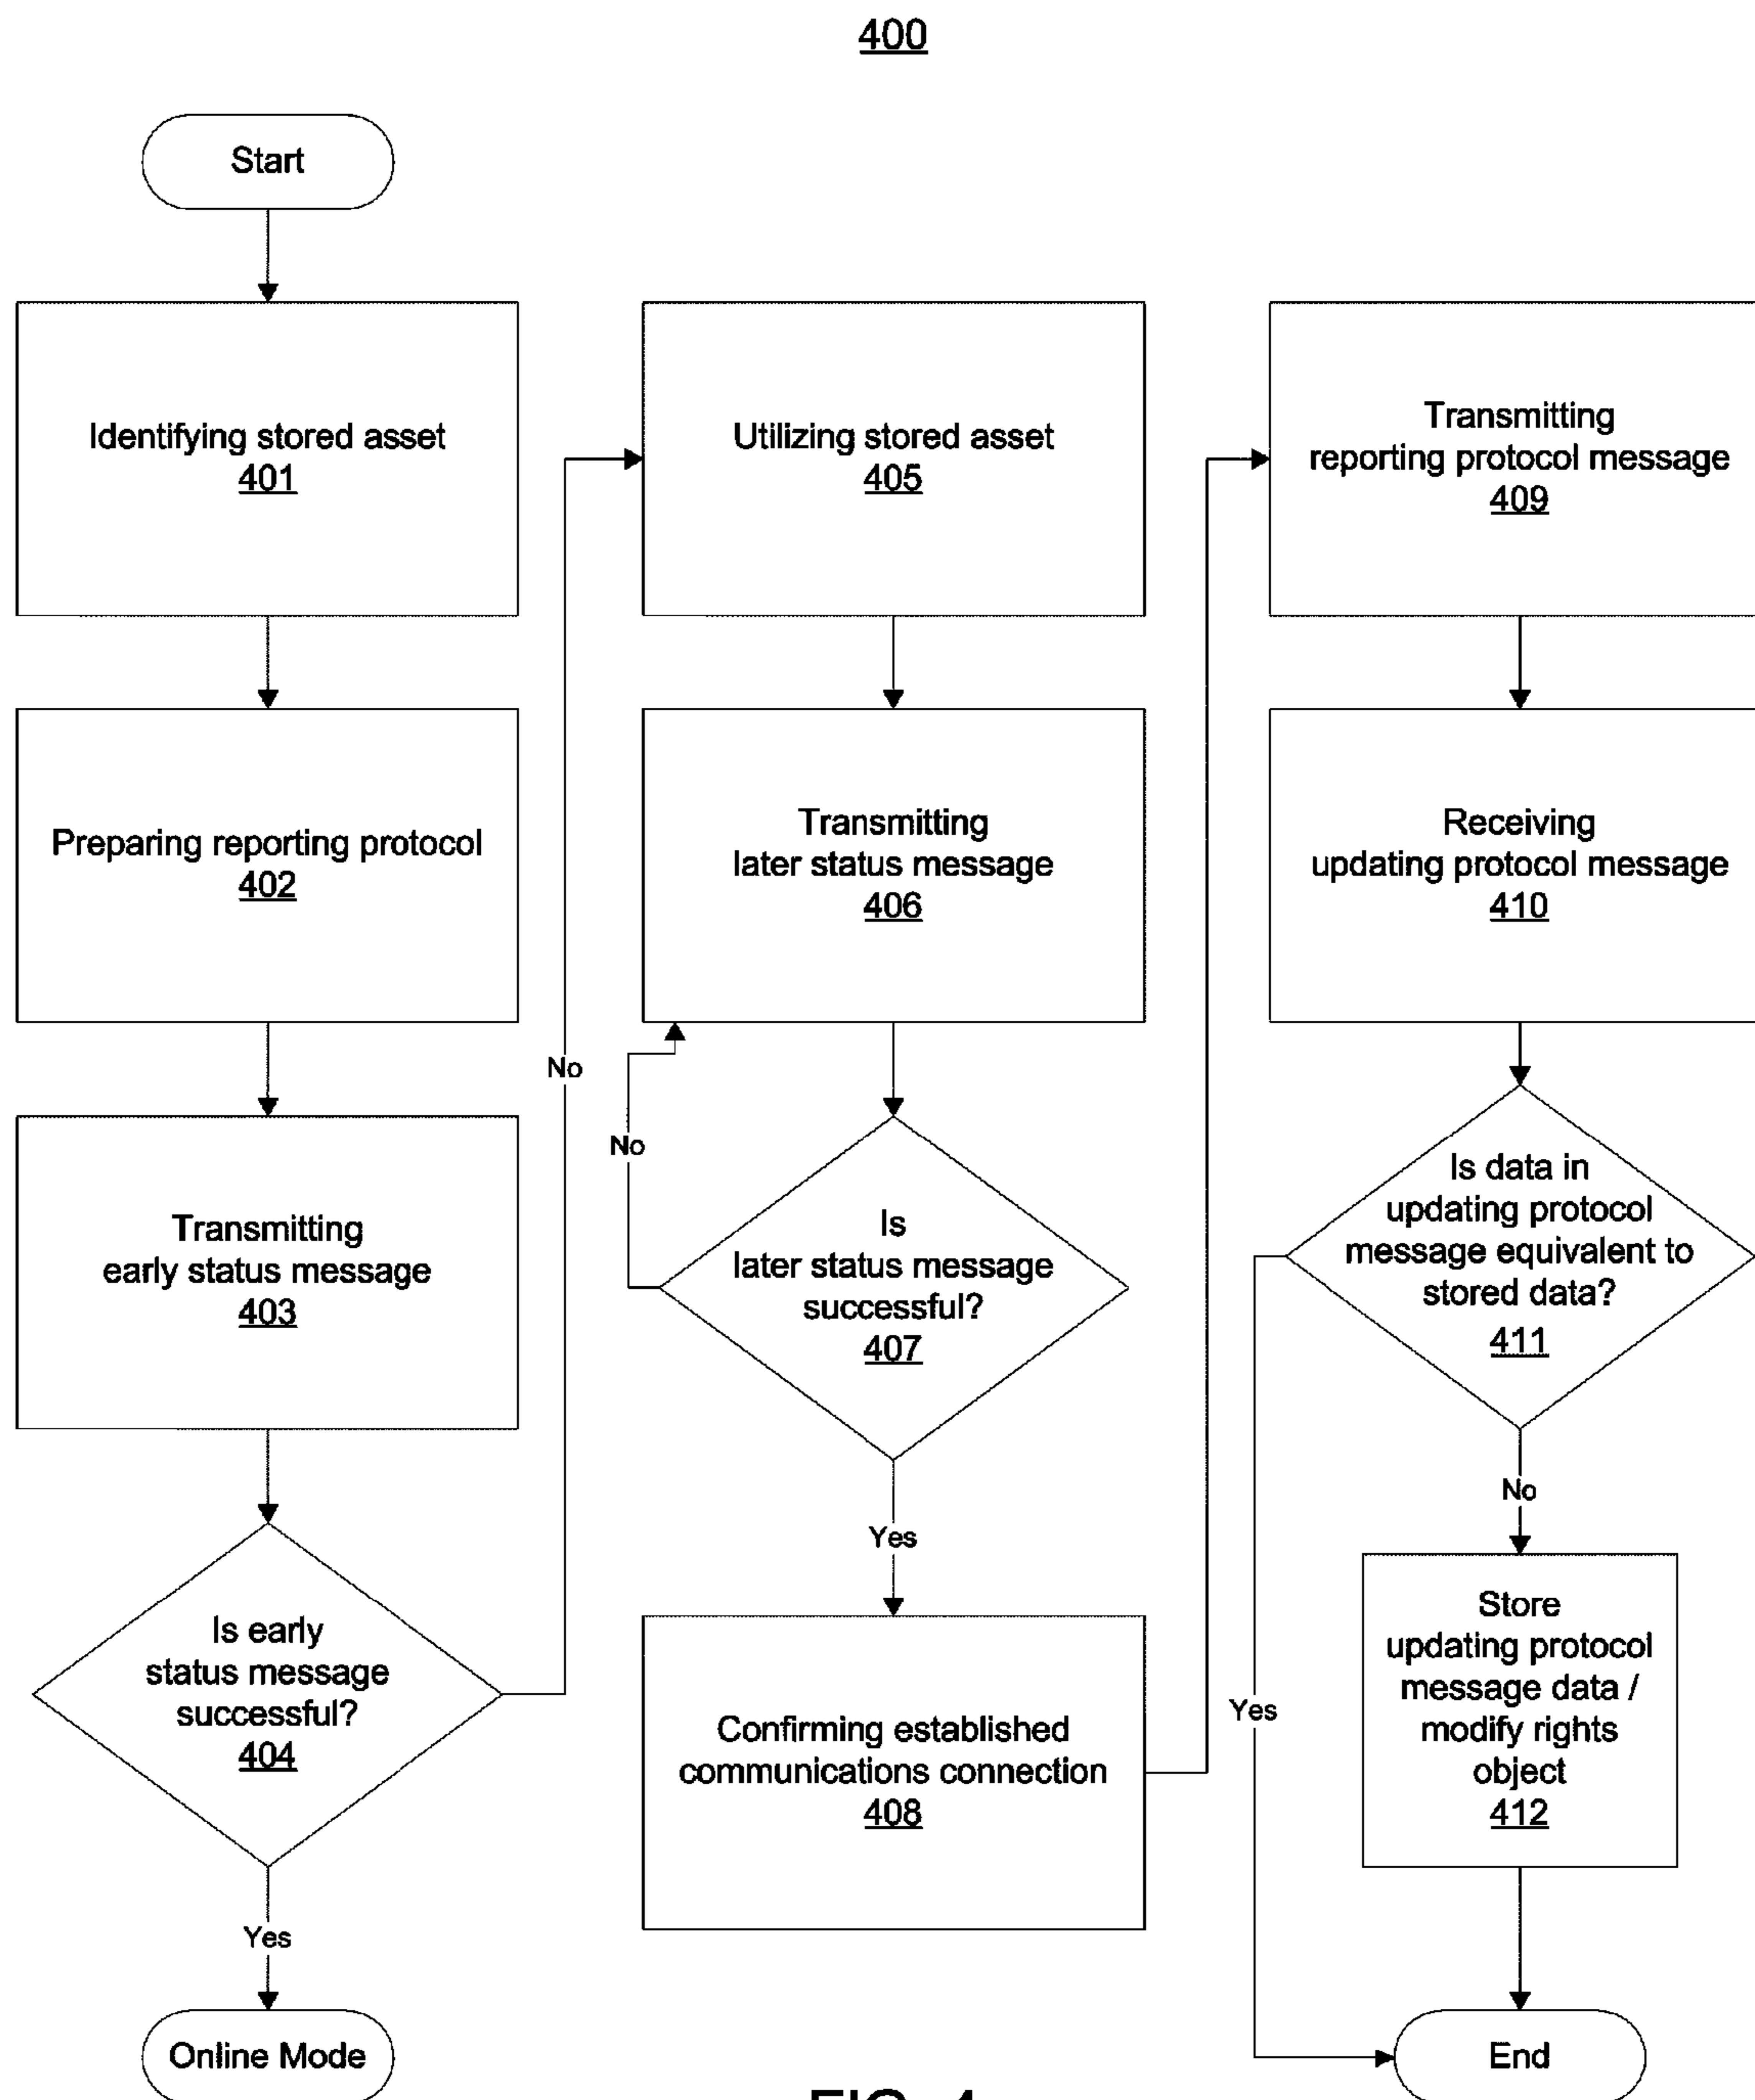 400
Start
Identifying stored asset
401
Preparing reporting protocol
402
Transmitting
early status message
403
Is early
status message
successful?
404
Yes
Online Mode
No
Utilizing stored asset
405
Transmitting
later status message
406
No
Is
later status message
successful?
407
Yes
Confirming established
communications connection
408
Transmitting
reporting protocol message
409
Receiving
updating protocol message
410
Is data in
updating protocol
message equivalent to
stored data?
411
No
Yes
Store
updating protocol
message data /
modify rights
object
412
End